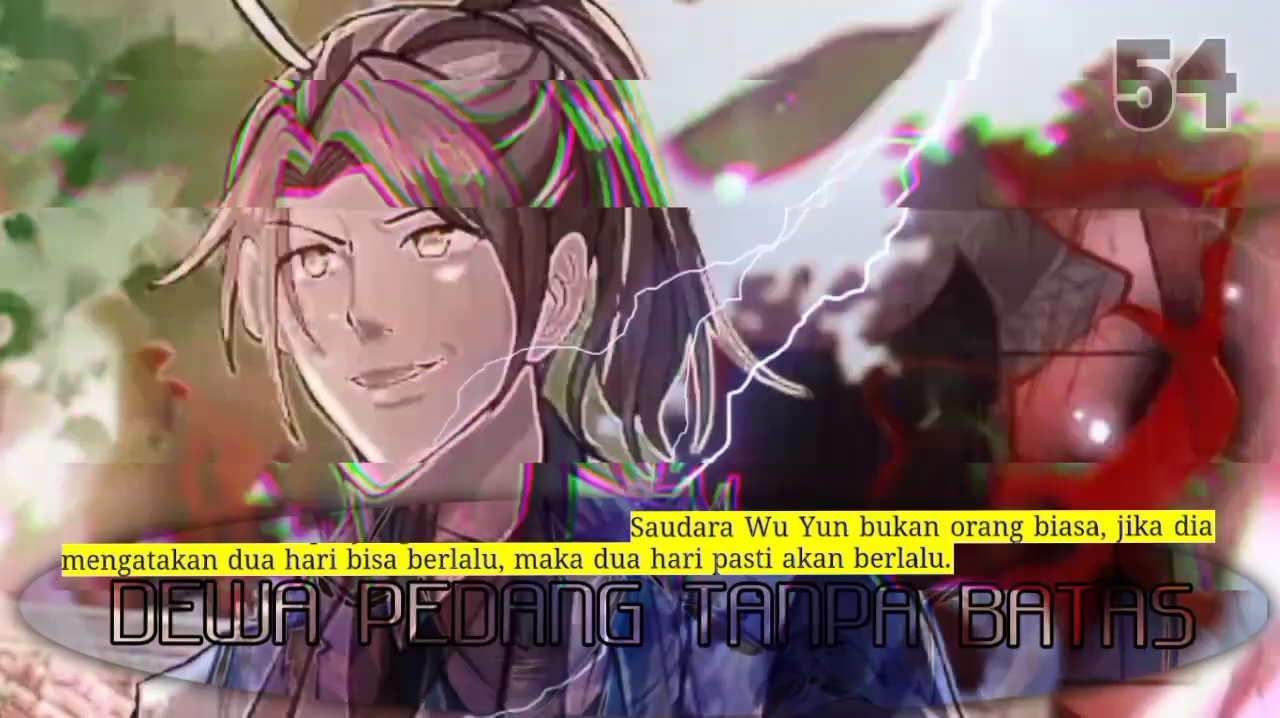 54
Saudara Wu Yun bukan orang biasa, jika dia
mengatakan dua hari bisa berlalu, maka dua hari pasti akan berlalu.
DEWA PEDANG TANPA BATAS